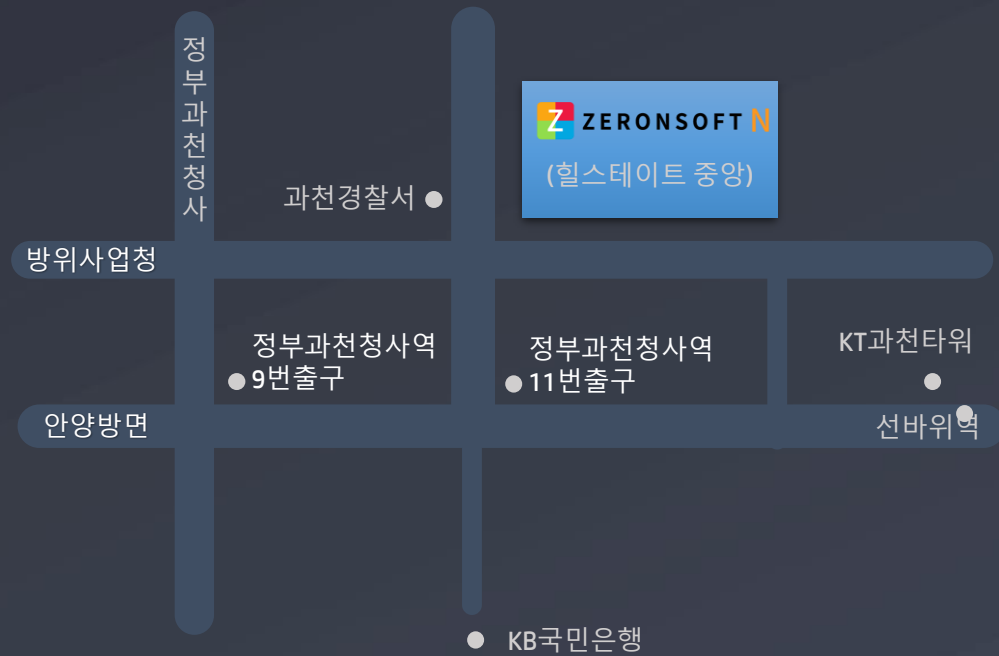 정부과천청사
Z ZERONSOFT N
(힐스테이트 중앙)
과천경찰서
방위사업청
정부과천청사역
9번출구
정부과천청사역
11번출구
KT과천타워
안양방면
선바위역
KB국민은행